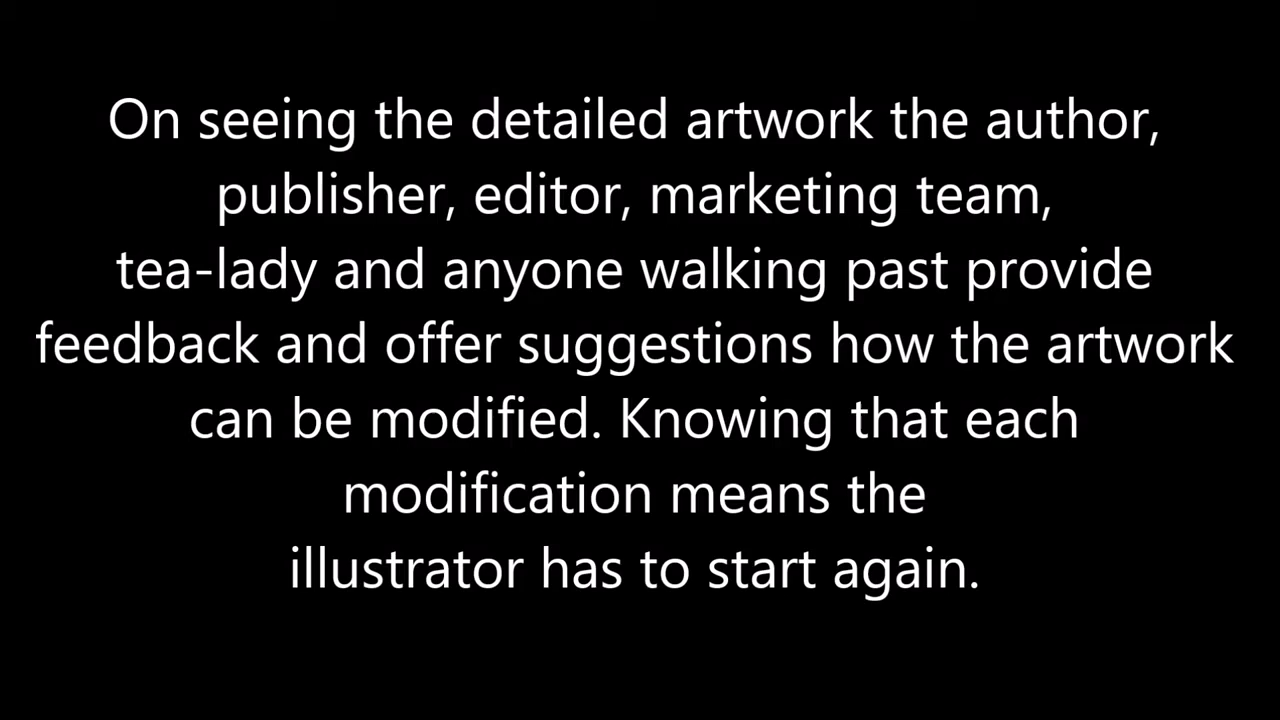 On seeing the detailed artwork the author,
publisher, editor, marketing team,
tea-lady and anyone walking past provide
feedback and offer suggestions how the artwork
can be modified. Knowing that each
modification means the
illustrator has to start again.